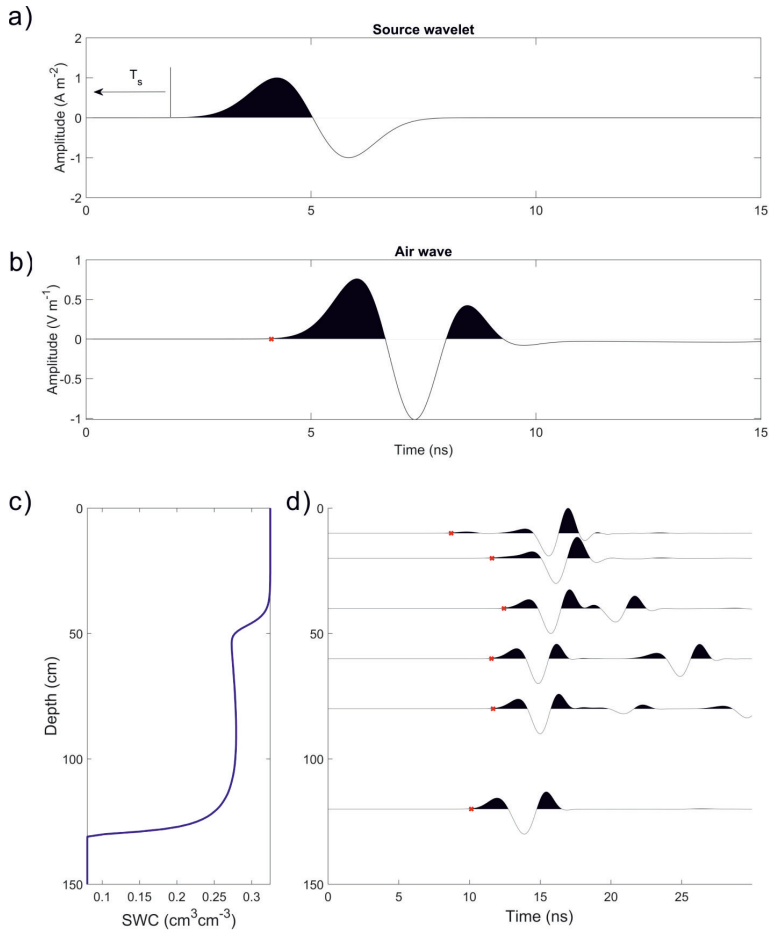 a)
Source wavelet
T_s
Amplitude (A m⁻²)
2
1
0
-1
-2
0
5
10
15
b)
Air wave
Amplitude (V m⁻¹)
1
0.5
0
-0.5
-1
0
5
10
15
Time (ns)
c)
0
50
100
150
Depth (cm)
0.1
0.15
0.2
0.25
0.3
SWC (cm³cm⁻³)
d)
0
50
100
150
0
5
10
15
20
25
Time (ns)